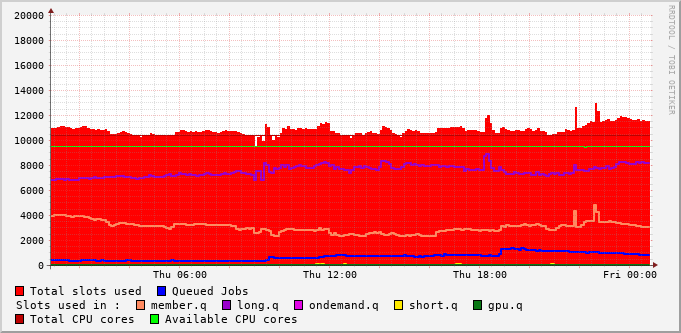 20000
18000
16000
14000
12000
10000
8000
6000
4000
2000
0
Thu 06:00 Thu 12:00 Thu 18:00 Fri 00:00
RRDTOOL / TOBI OETIKER
Total slots used Queued Jobs
Slots used in : member.q long.q ondemand.q short.q gpu.q
Total CPU cores Available CPU cores